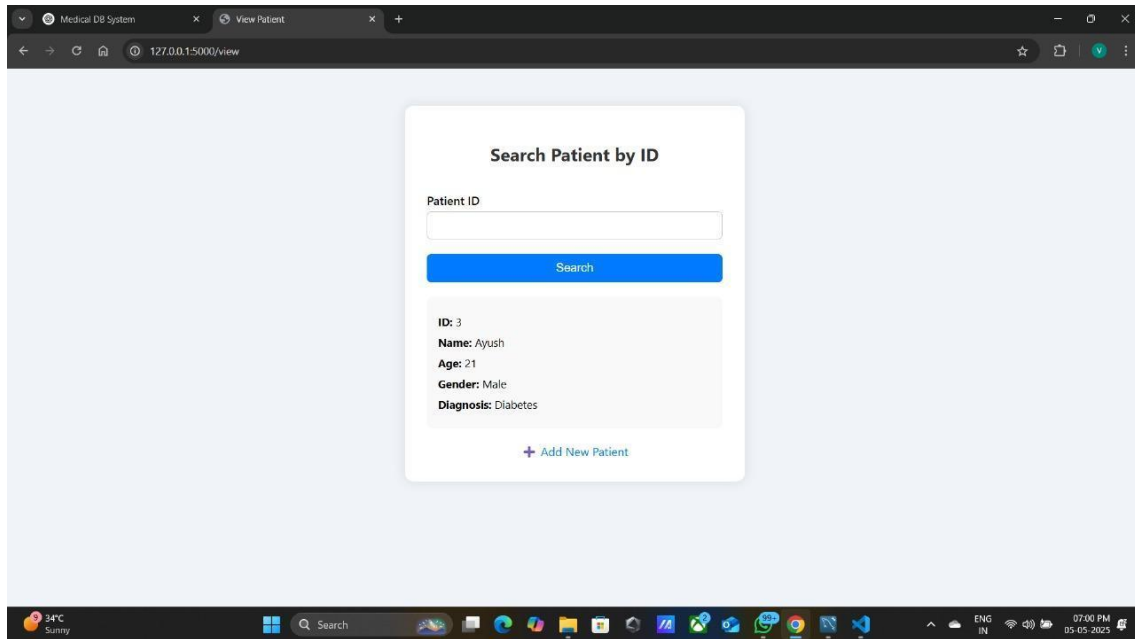 Medical DB System
View Patient
127.0.0.1:5000/view
V
Search Patient by ID
Patient ID
Search
ID: 3
Name: Ayush
Age: 21
Gender: Male
Diagnosis: Diabetes
Add New Patient
9
34°C
Sunny
Search
99+
ENG
IN
07:00 PM
05-05-2025